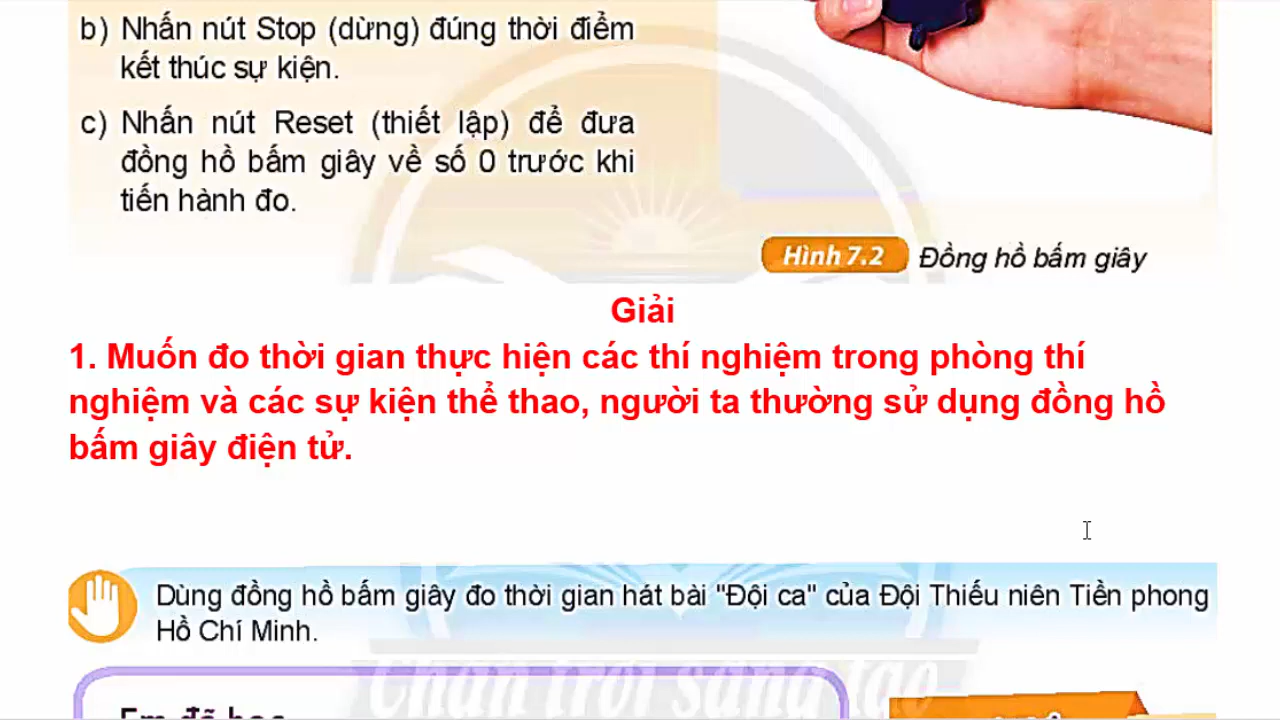 b) Nhấn nút Stop (dừng) đúng thời điểm
kết thúc sự kiện.
c) Nhấn nút Reset (thiết lập) để đưa
đồng hồ bấm giây về số 0 trước khi
tiến hành đo.
Hình 7.2 Đồng hồ bấm giây
Giải
1. Muốn đo thời gian thực hiện các thí nghiệm trong phòng thí
nghiệm và các sự kiện thể thao, người ta thường sử dụng đồng hồ
bấm giây điện tử.
Dùng đồng hồ bấm giây đo thời gian hát bài "Đội ca" của Đội Thiếu niên Tiền phong
Hồ Chí Minh.
Chân trời sáng tạo
Em đã học